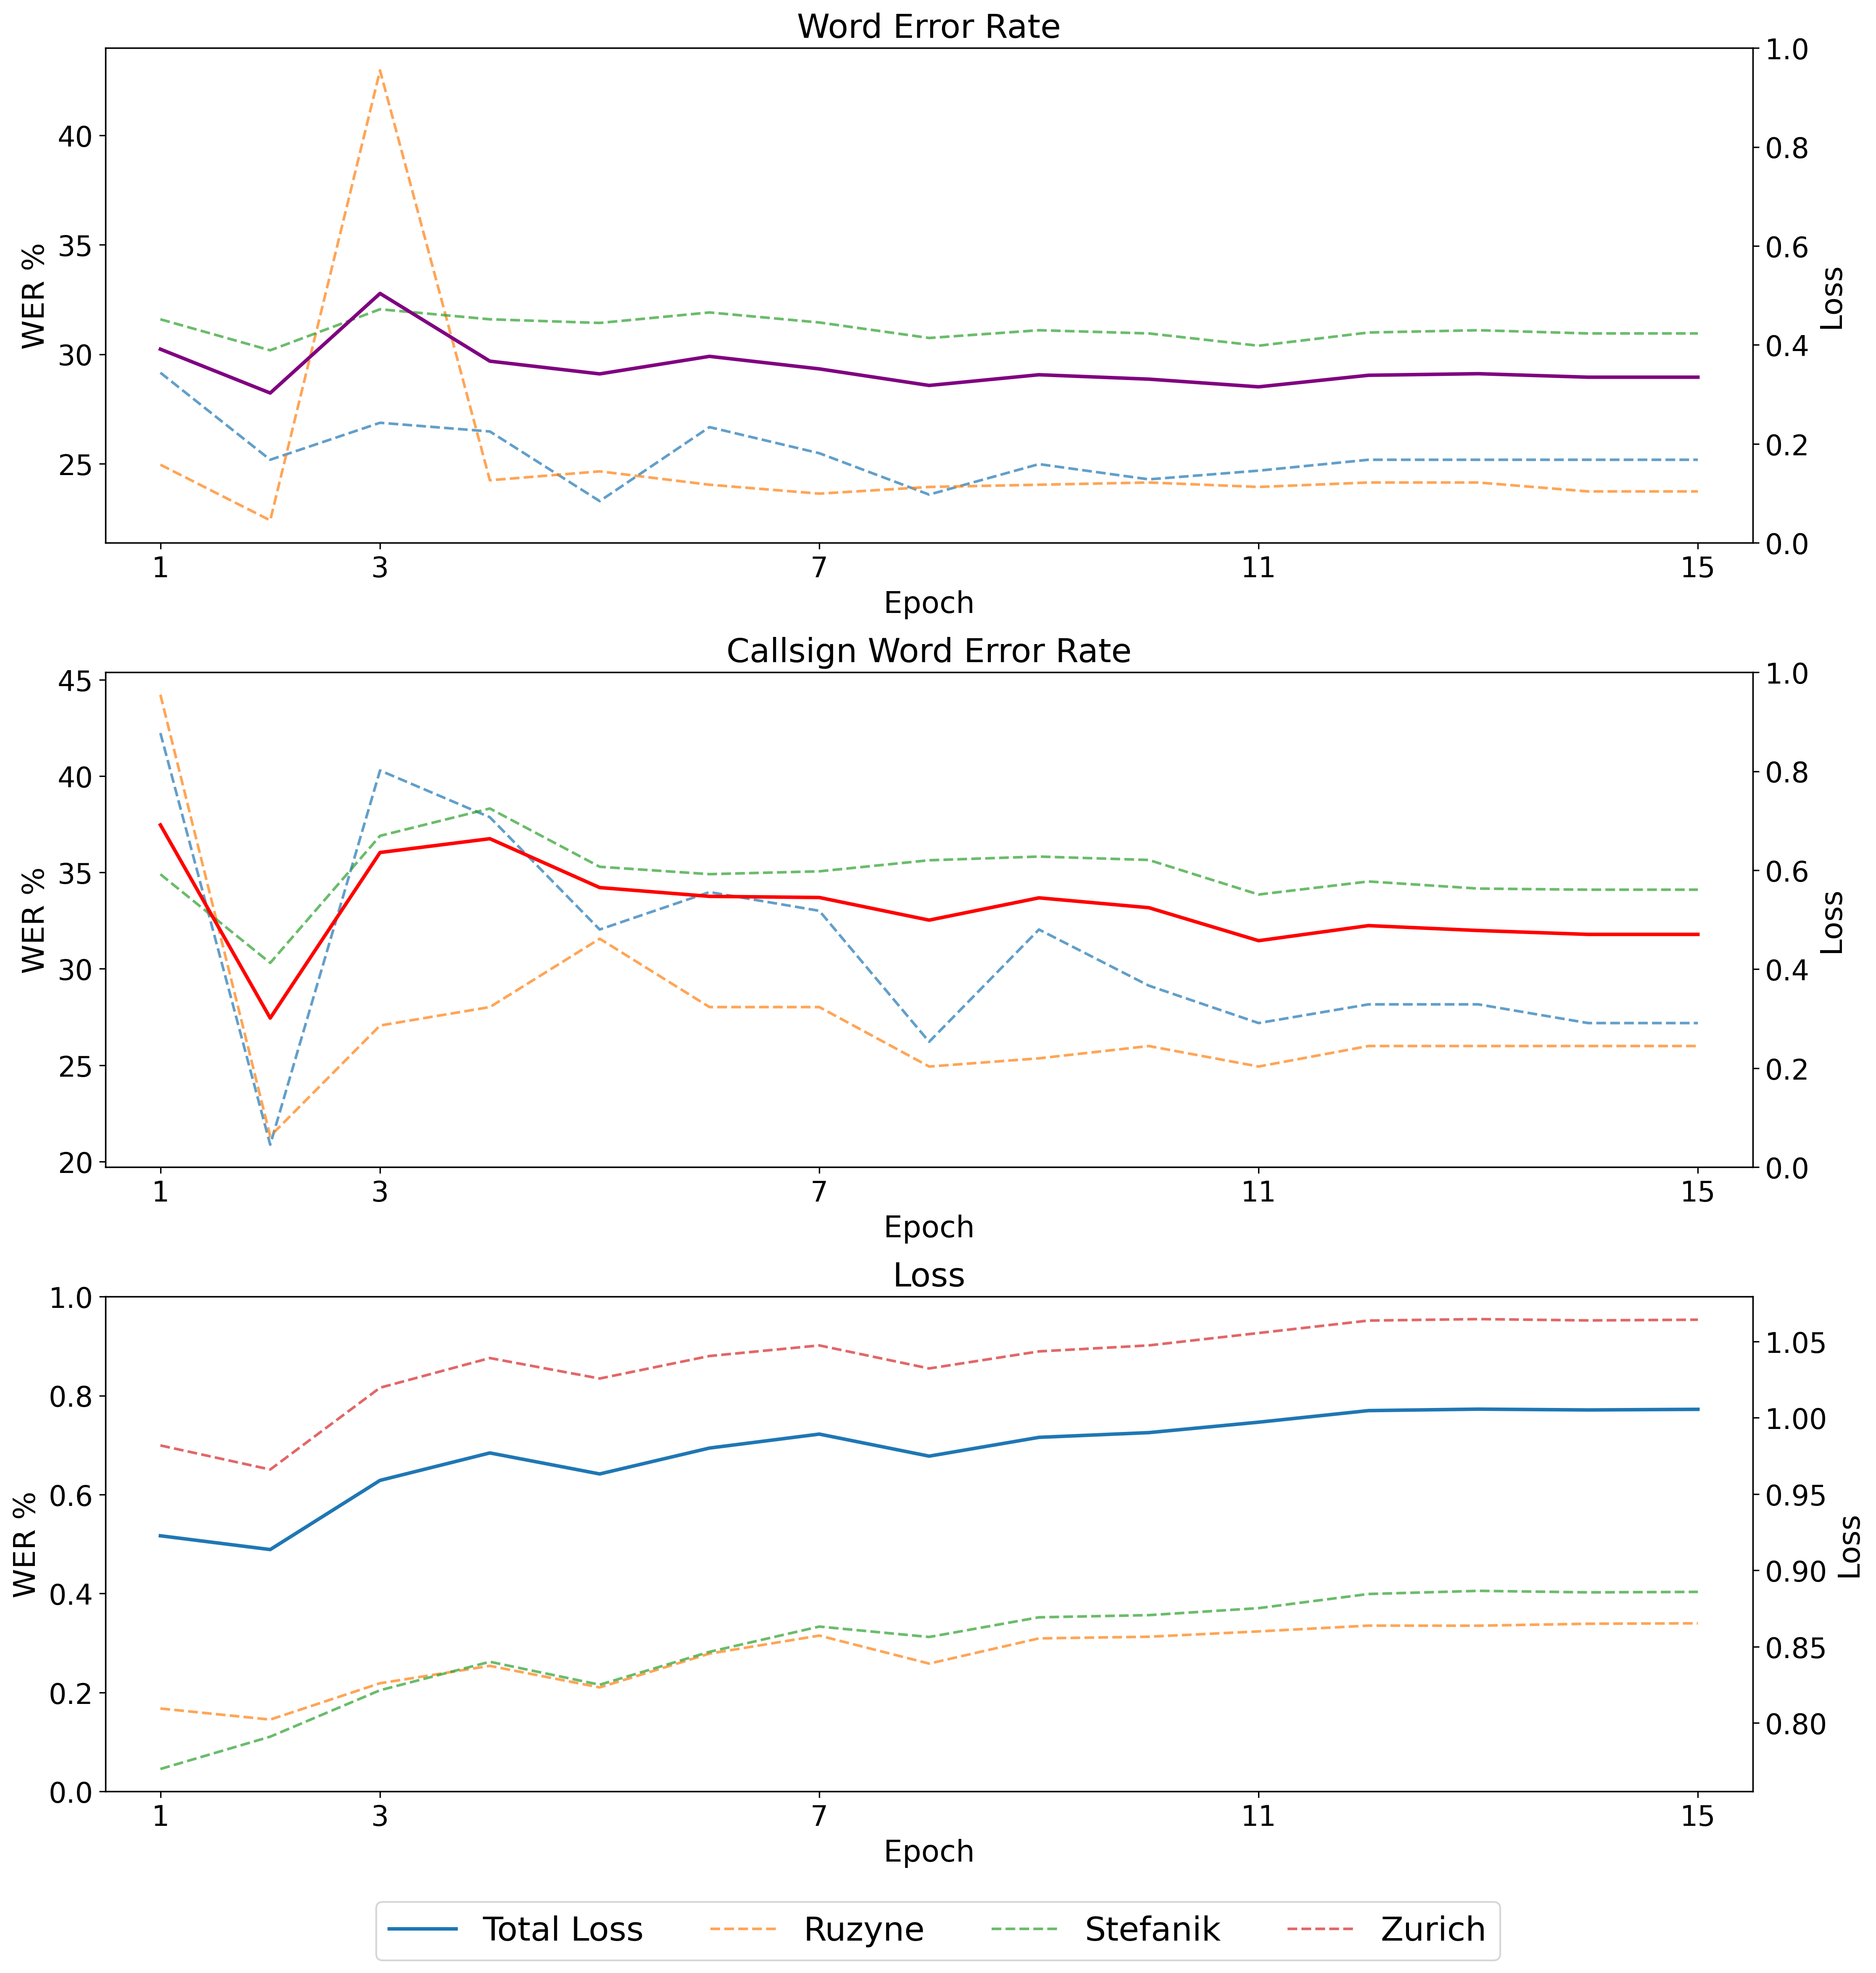 Word Error Rate
WER %
40
35
30
25
1.0
0.8
0.6
0.4
0.2
0.0
Loss
1 3 7 11 15
Epoch
Callsign Word Error Rate
WER %
45
40
35
30
25
20
1.0
0.8
0.6
0.4
0.2
0.0
Loss
1 3 7 11 15
Epoch
Loss
WER %
1.0
0.8
0.6
0.4
0.2
0.0
1.05
1.00
0.95
0.90
0.85
0.80
Loss
1 3 7 11 15
Epoch
Total Loss Ruzyne Stefanik Zurich